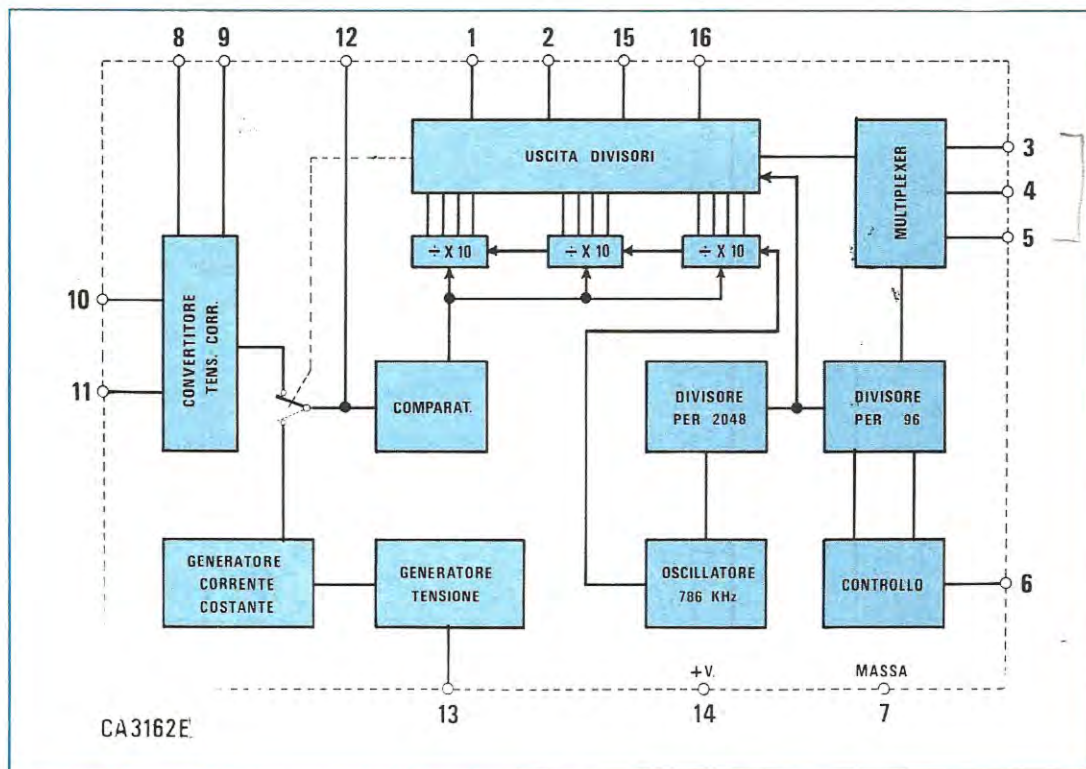 8 9 12 1 2 15 16
USCITA DIVISORI
MULTIPLEXER
3
4
5
÷ X 10 ÷ X 10 ÷ X 10
10
CONVERTITORE
TENS. CORR.
11
COMPARAT.
DIVISORE
PER 2048
DIVISORE
PER 96
GENERATORE
CORRENTE
COSTANTE
GENERATORE
TENSIONE
OSCILLATORE
786 KHz
CONTROLLO
6
+V.
MASSA
13 14 7
CA3162E